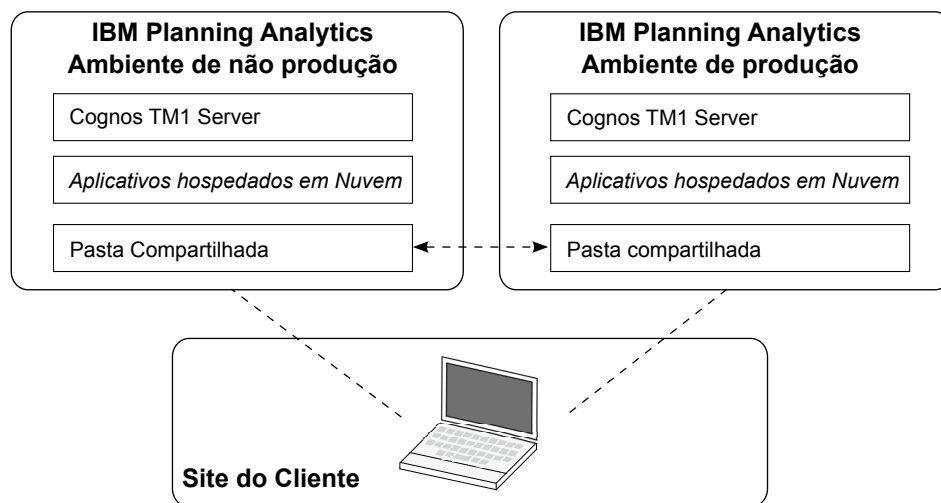 IBM Planning Analytics
Ambiente de não produção
Cognos TM1 Server
Aplicativos hospedados em Nuvem
Pasta Compartilhada
IBM Planning Analytics
Ambiente de produção
Cognos TM1 Server
Aplicativos hospedados em Nuvem
Pasta compartilhada
Site do Cliente